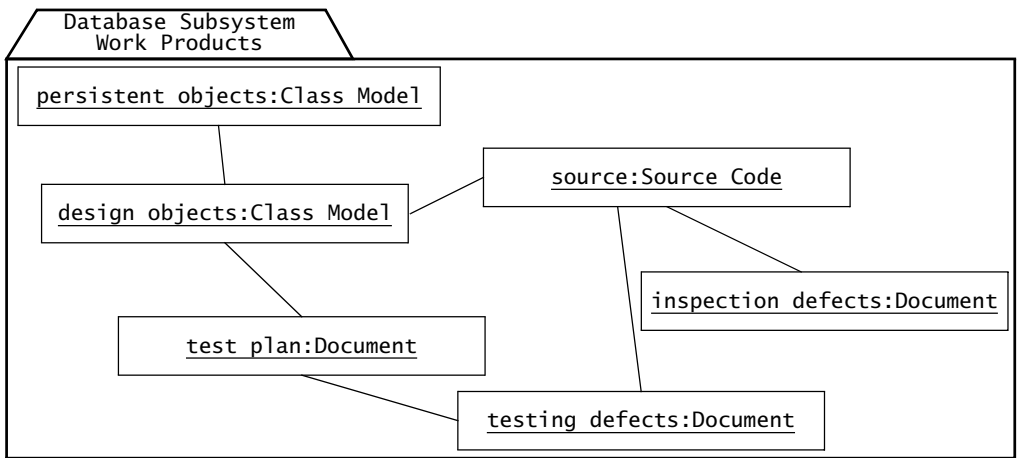 Database Subsystem
Work Products
persistent objects:Class Model
source:Source Code
design objects:Class Model
inspection defects:Document
test plan:Document
testing defects:Document